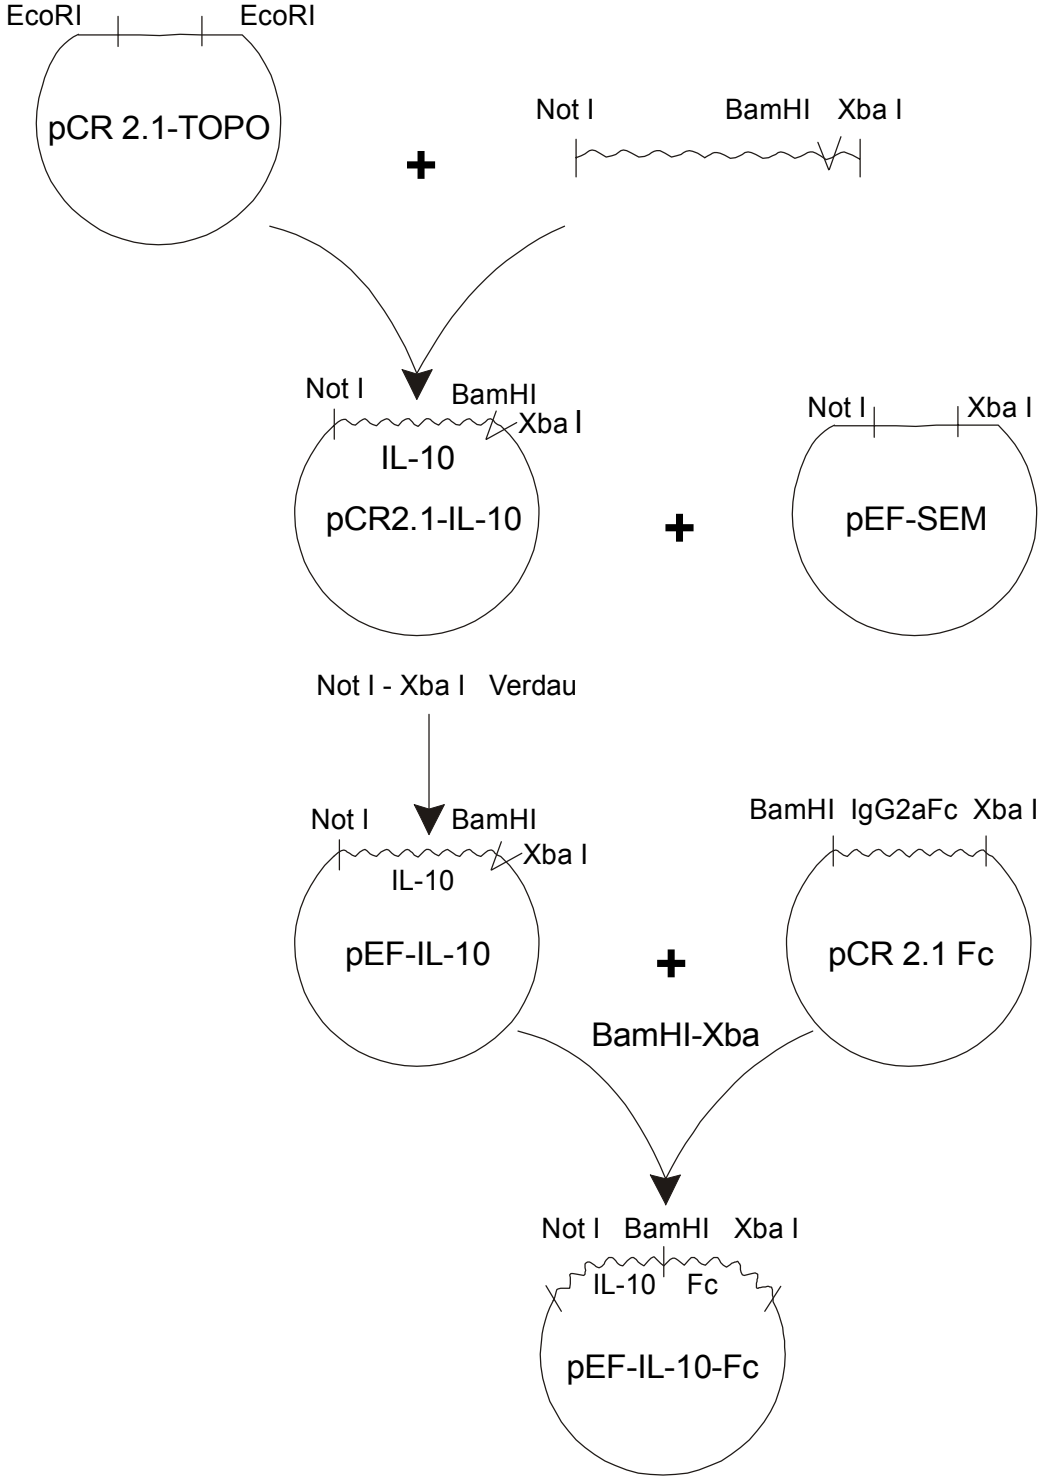 EcoRI EcoRI
pCR 2.1-TOPO
Not I BamHI Xba I
+
Not I BamHI
Xba I
IL-10
pCR2.1-IL-10
+
Not I Xba I
pEF-SEM
Not I - Xba I Verdau
Not I BamHI
Xba I
IL-10
pEF-IL-10
+
BamHI-Xba
BamHI IgG2aFc Xba I
pCR 2.1 Fc
Not I BamHI Xba I
IL-10 Fc
pEF-IL-10-Fc